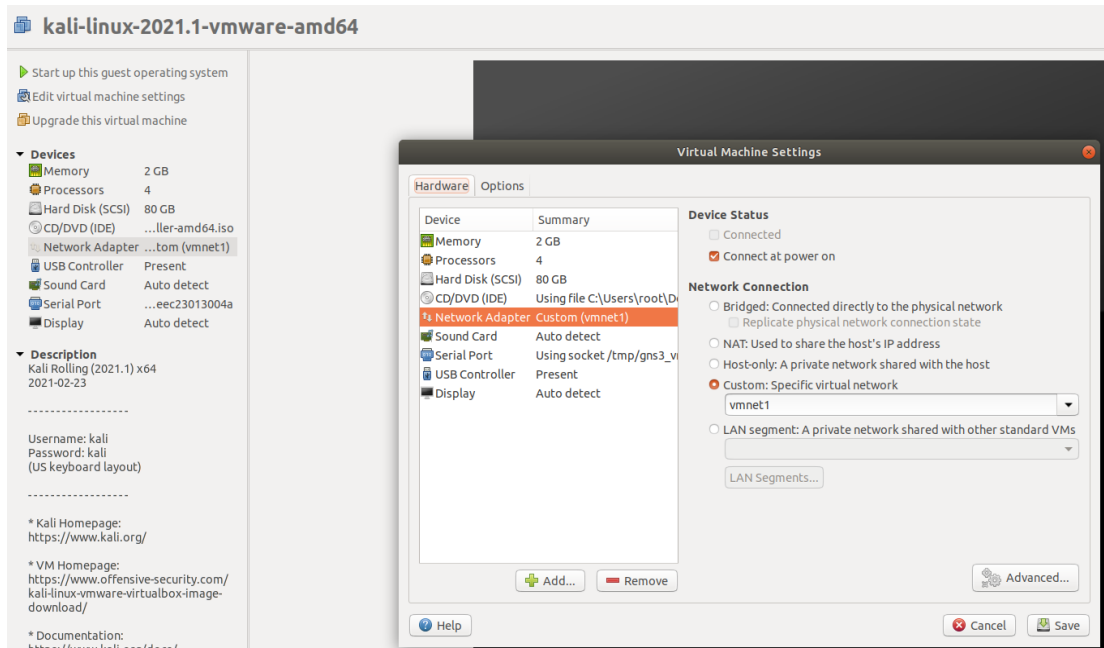 kali-linux-2021.1-vmware-amd64
Start up this guest operating system
Edit virtual machine settings
Upgrade this virtual machine
Devices
Memory 2 GB
Processors 4
Hard Disk (SCSI) 80 GB
CD/DVD (IDE) ...ller-amd64.iso
Network Adapter ...tom (vmnet1)
USB Controller Present
Sound Card Auto detect
Serial Port ...eec23013004a
Display Auto detect
Description
Kali Rolling (2021.1) x64
2021-02-23
- - - - - - - - - - - - - - - - - -
Username: kali
Password: kali
(US keyboard layout)
- - - - - - - - - - - - - - - - - -
* Kali Homepage:
https://www.kali.org/
* VM Homepage:
https://www.offensive-security.com/
kali-linux-vmware-virtualbox-image-
download/
* Documentation:
Virtual Machine Settings
Hardware Options
Device Summary
Memory 2 GB
Processors 4
Hard Disk (SCSI) 80 GB
CD/DVD (IDE) Using file C:\Users\root\D
Network Adapter Custom (vmnet1)
Sound Card Auto detect
Serial Port Using socket /tmp/gns3_v
USB Controller Present
Display Auto detect
Add... Remove
Device Status
Connected
Connect at power on
Network Connection
Bridged: Connected directly to the physical network
Replicate physical network connection state
NAT: Used to share the host's IP address
Host-only: A private network shared with the host
Custom: Specific virtual network
vmnet1
LAN segment: A private network shared with other standard VMs
LAN Segments...
Advanced...
Help Cancel Save